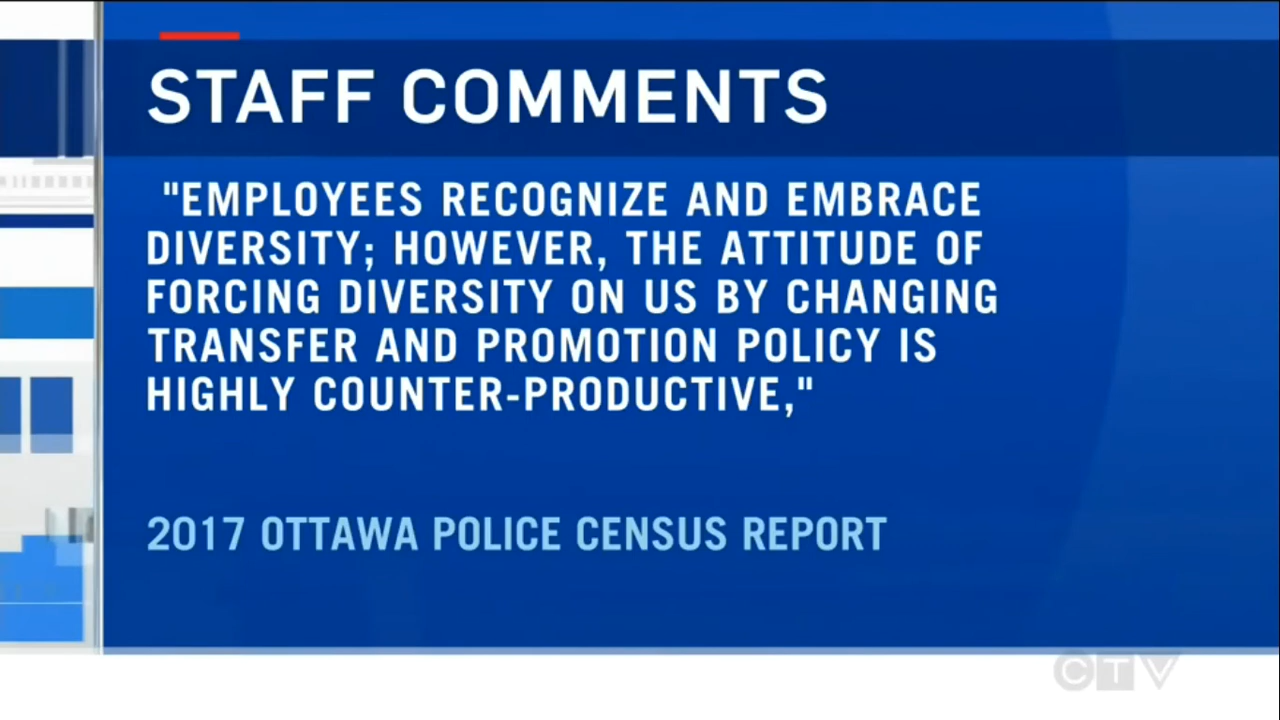 STAFF COMMENTS
"EMPLOYEES RECOGNIZE AND EMBRACE
DIVERSITY; HOWEVER, THE ATTITUDE OF
FORCING DIVERSITY ON US BY CHANGING
TRANSFER AND PROMOTION POLICY IS
HIGHLY COUNTER-PRODUCTIVE,"
2017 OTTAWA POLICE CENSUS REPORT
CTV